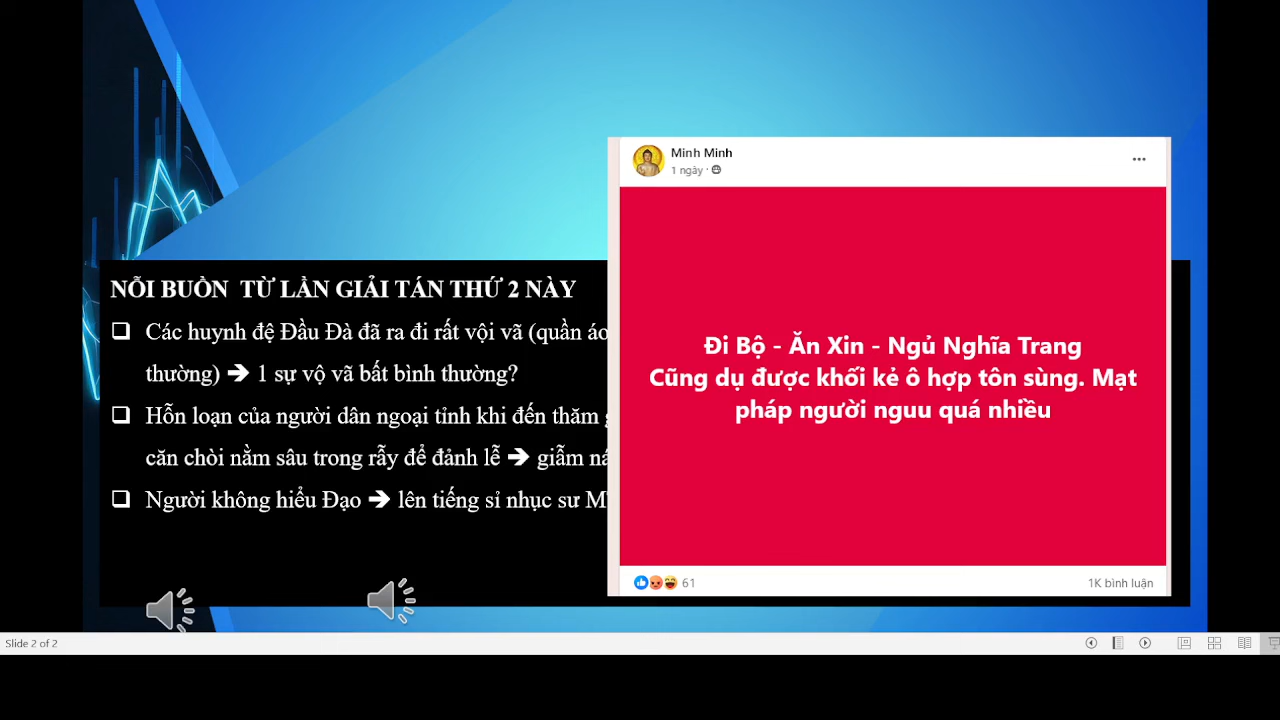 NỖI BUỒN TỪ LẦN GIẢI TÁN THỨ 2 NÀY
Các huynh đệ Đầu Đà đã ra đi rất vội vã (quần áo
thường) ➔ 1 sự vộ vã bất bình thường?
Hỗn loạn của người dân ngoại tỉnh khi đến thăm
căn chòi nằm sâu trong rẫy để đảnh lễ ➔ giẫm
Người không hiểu Đạo ➔ lên tiếng sỉ nhục sư
Minh Minh
1 ngày ·
Đi Bộ - Ăn Xin - Ngủ Nghĩa Trang
Cũng dụ được khối kẻ ô hợp tôn sùng. Mạt
pháp người nguu quá nhiều
61
1K bình luận
Slide 2 of 2